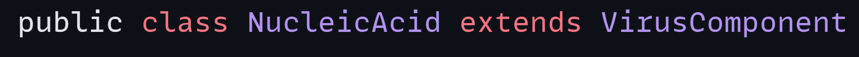 public class NucleicAcid extends VirusComponent